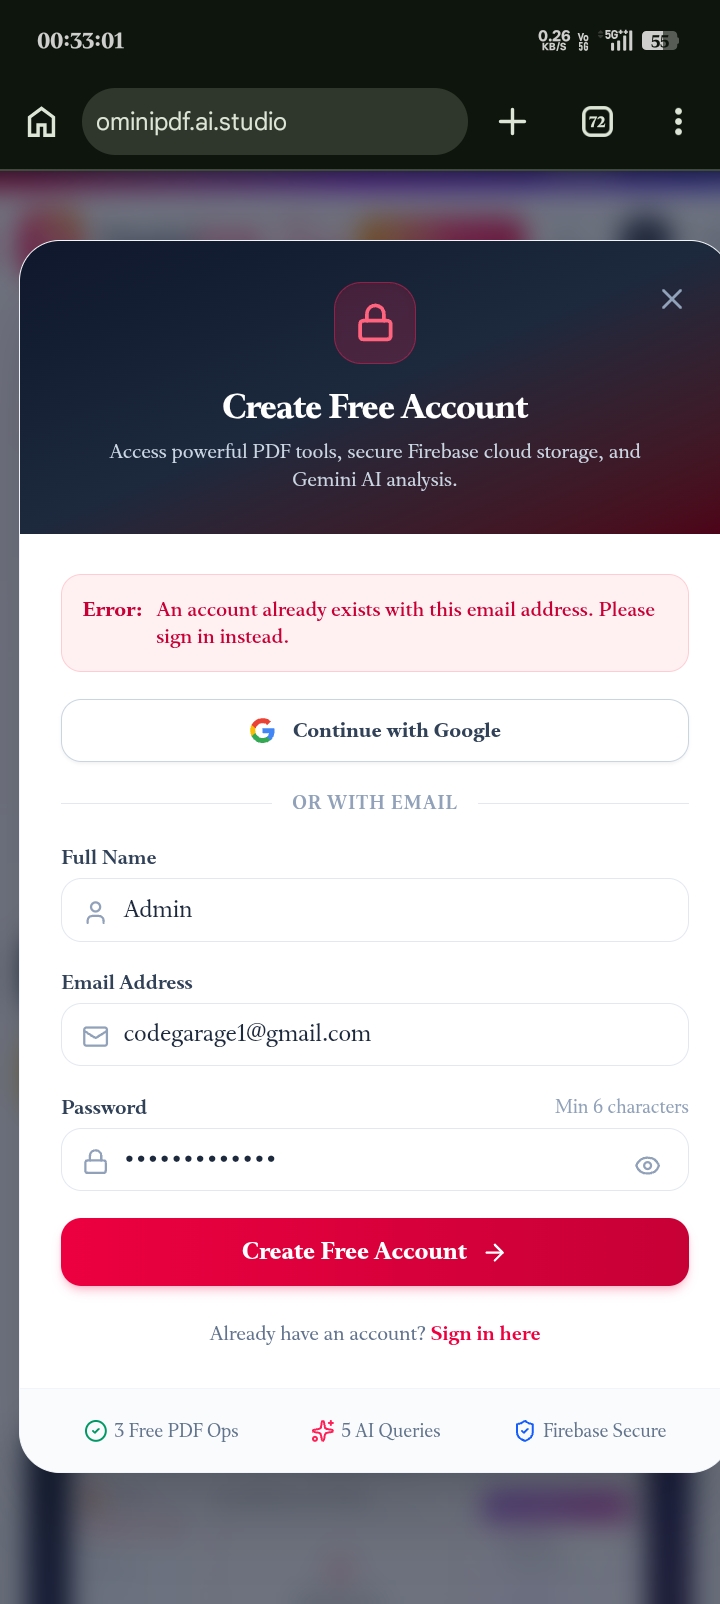 00:33:01
0.26 KB/S Vo 5G 5G++ 55
ominipdf.ai.studio
72
Create Free Account
Access powerful PDF tools, secure Firebase cloud storage, and
Gemini AI analysis.
Error: An account already exists with this email address. Please
sign in instead.
Continue with Google
OR WITH EMAIL
Full Name
Admin
Email Address
codegarage1@gmail.com
Password Min 6 characters
•••••••••••••
Create Free Account →
Already have an account? Sign in here
3 Free PDF Ops 5 AI Queries Firebase Secure